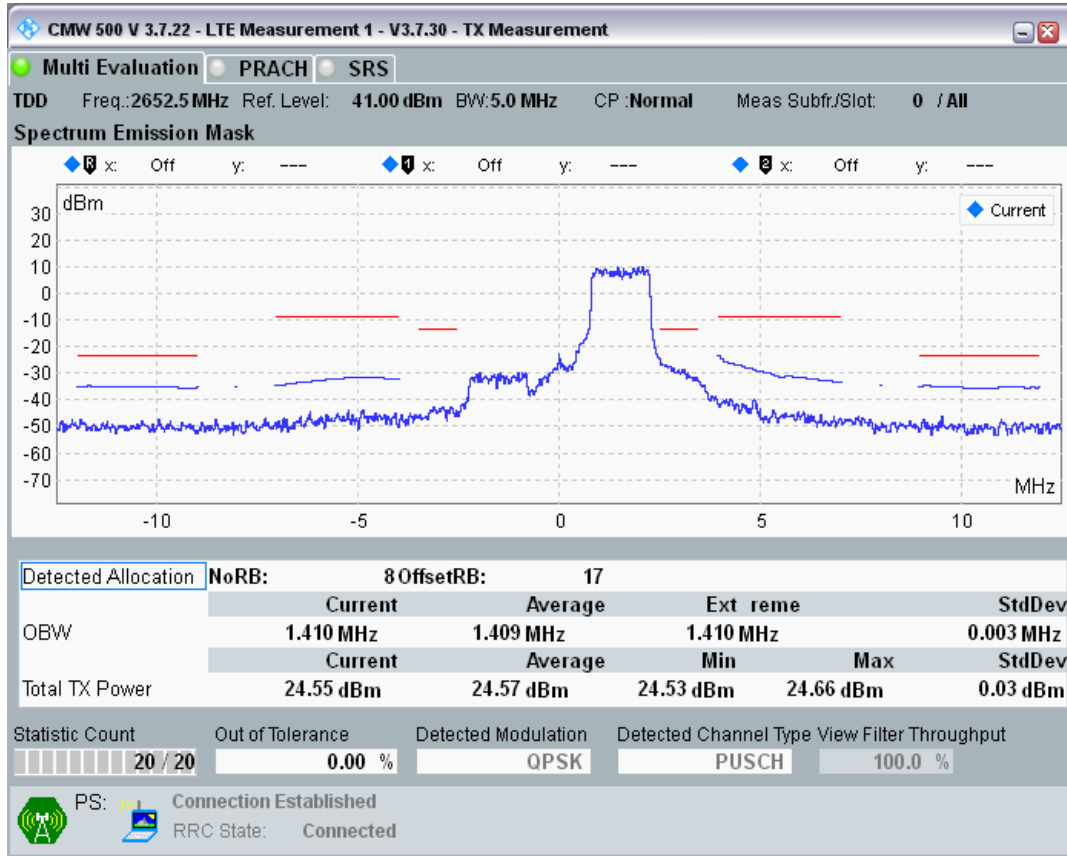 CMW 500 V 3.7.22 - LTE Measurement 1 - V3.7.30 - TX Measurement
Multi Evaluation PRACH SRS
TDD Freq.:2652.5 MHz Ref. Level: 41.00 dBm BW:5.0 MHz CP :Normal Meas Subfr./Slot: 0 / All
Spectrum Emission Mask
R x: Off y: --- 1 x: Off y: --- 2 x: Off y: ---
dBm
Current
30
20
10
0
-10
-20
-30
-40
-50
-60
-70
MHz
-10 -5 0 5 10
Detected Allocation NoRB: 8 OffsetRB: 17
Current Average Ext reme StdDev
OBW 1.410 MHz 1.409 MHz 1.410 MHz 0.003 MHz
Current Average Min Max StdDev
Total TX Power 24.55 dBm 24.57 dBm 24.53 dBm 24.66 dBm 0.03 dBm
Statistic Count Out of Tolerance Detected Modulation Detected Channel Type View Filter Throughput
20 / 20 0.00 % QPSK PUSCH 100.0 %
PS: Connection Established
RRC State: Connected